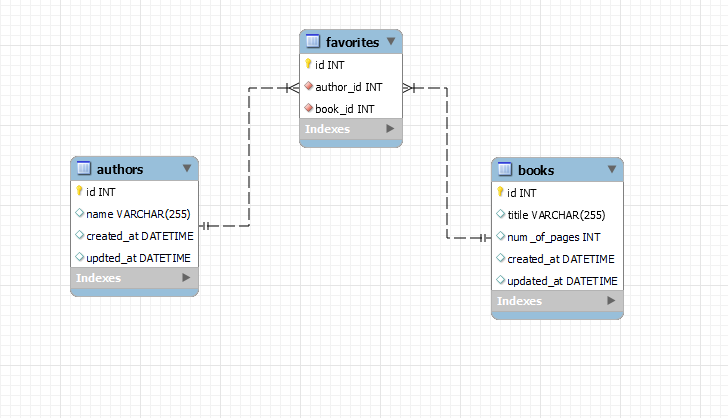 favorites
id INT
author_id INT
book_id INT
Indexes
authors
id INT
name VARCHAR(255)
created_at DATETIME
updted_at DATETIME
Indexes
books
id INT
titile VARCHAR(255)
num_of_pages INT
created_at DATETIME
updated_at DATETIME
Indexes